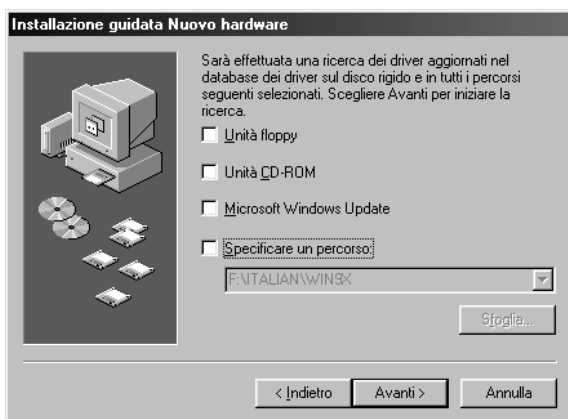 Installazione guidata Nuovo hardware
Sarà effettuata una ricerca dei driver aggiornati nel
database dei driver sul disco rigido e in tutti i percorsi
seguenti selezionati. Scegliere Avanti per iniziare la
ricerca.
Unità floppy
Unità CD-ROM
Microsoft Windows Update
Specificare un percorso:
F:\ITALIAN\WIN9X
Sfoglia...
< Indietro
Avanti >
Annulla